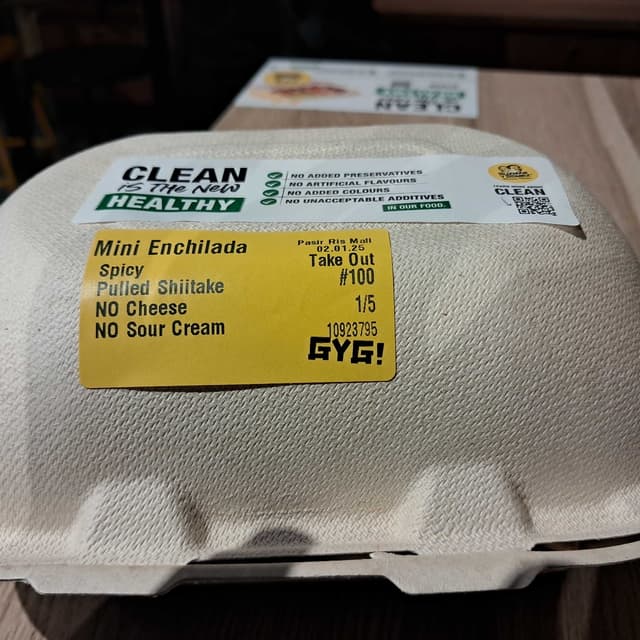 CLEAN
IS THE NEW
HEALTHY
NO ADDED PRESERVATIVES
NO ARTIFICIAL FLAVOURS
NO ADDED COLOURS
NO UNACCEPTABLE ADDITIVES
IN OUR FOOD.
CLEAN
Mini Enchilada
Spicy
Pulled Shiitake
NO Cheese
NO Sour Cream
Pasir Ris Mall
02.01.25
Take Out
#100
1/5
10923795
GYG!
CLEAN